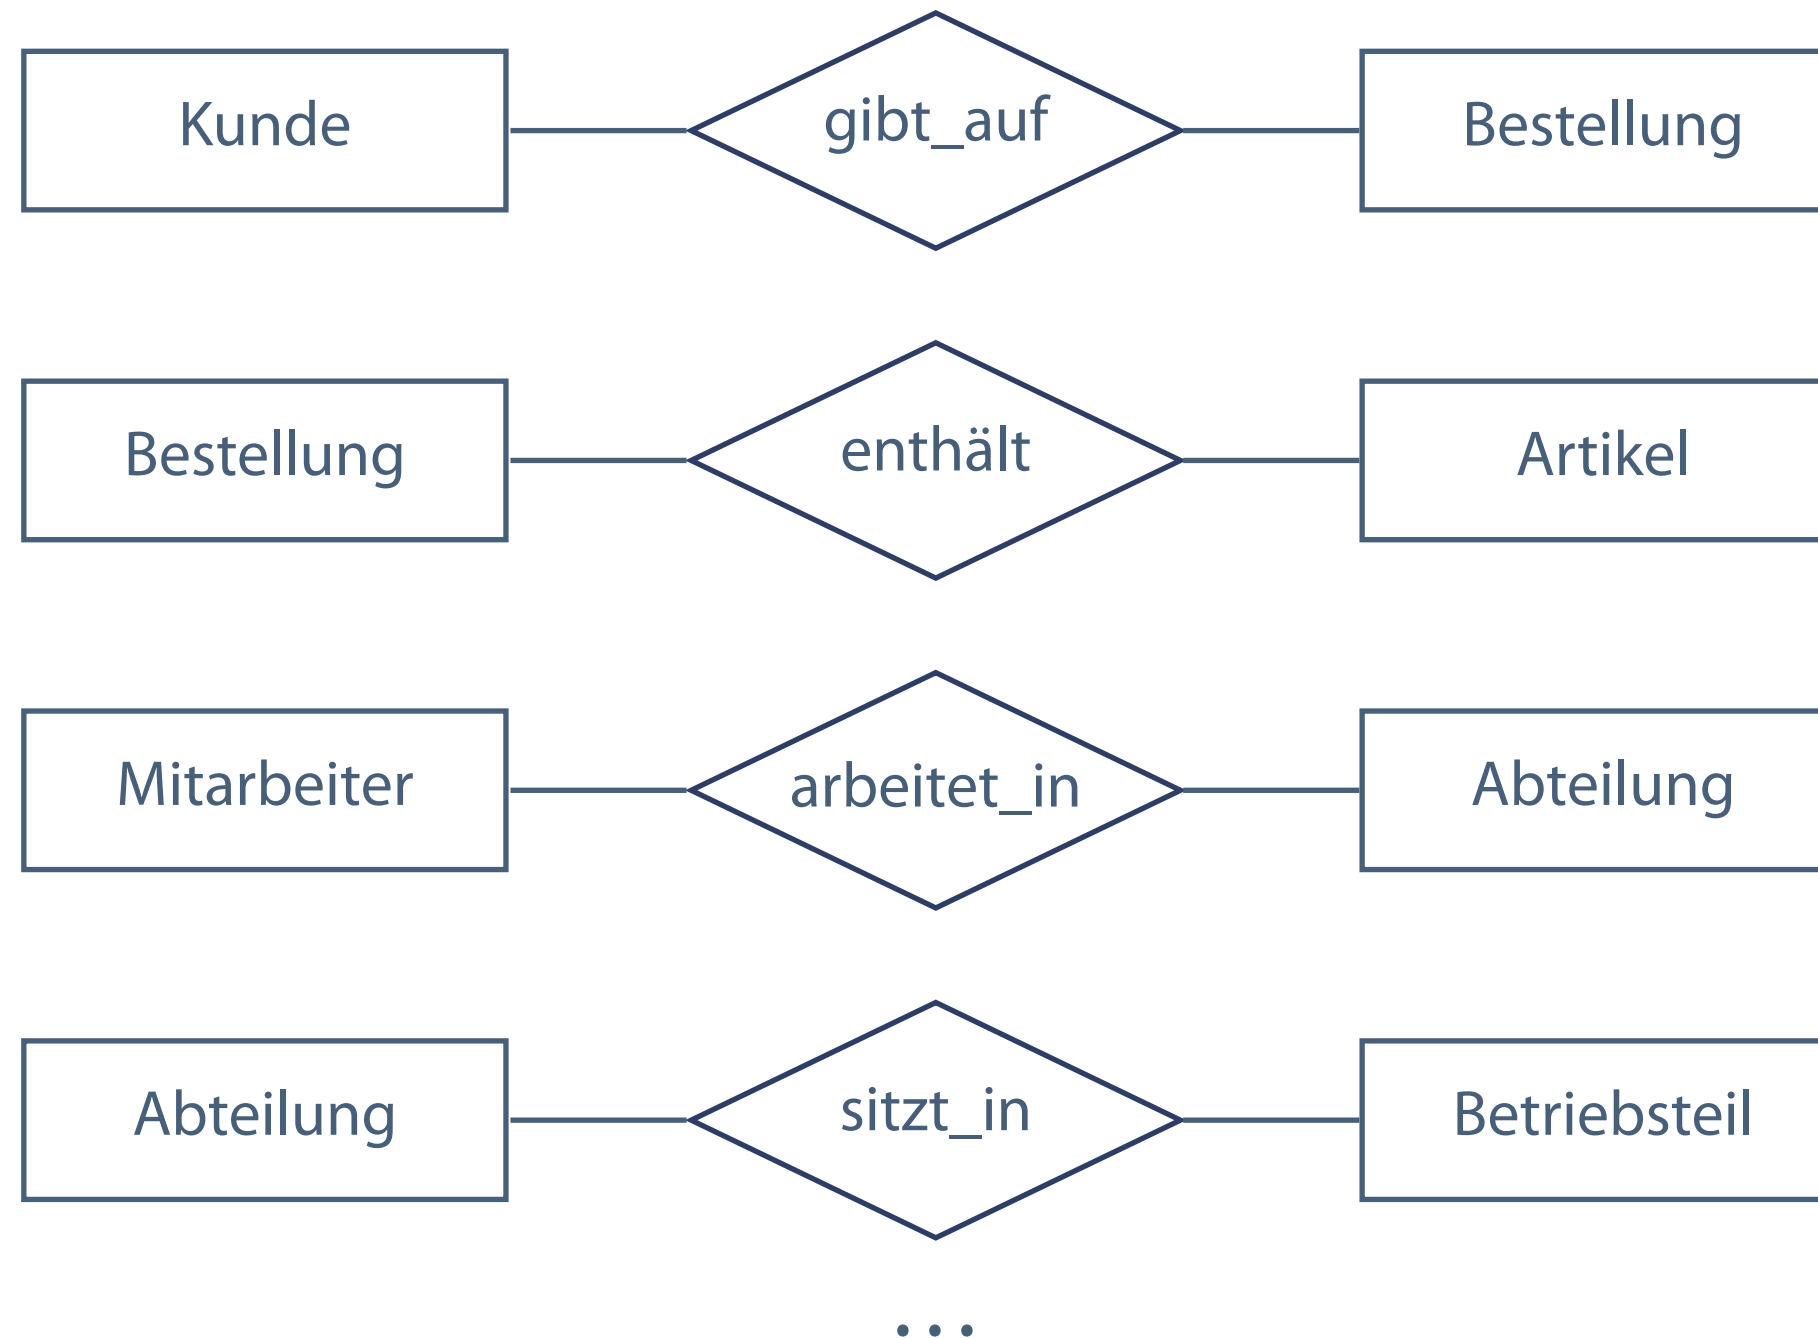 Kunde gibt_auf Bestellung
Bestellung enthält Artikel
Mitarbeiter arbeitet_in Abteilung
Abteilung sitzt_in Betriebsteil
...